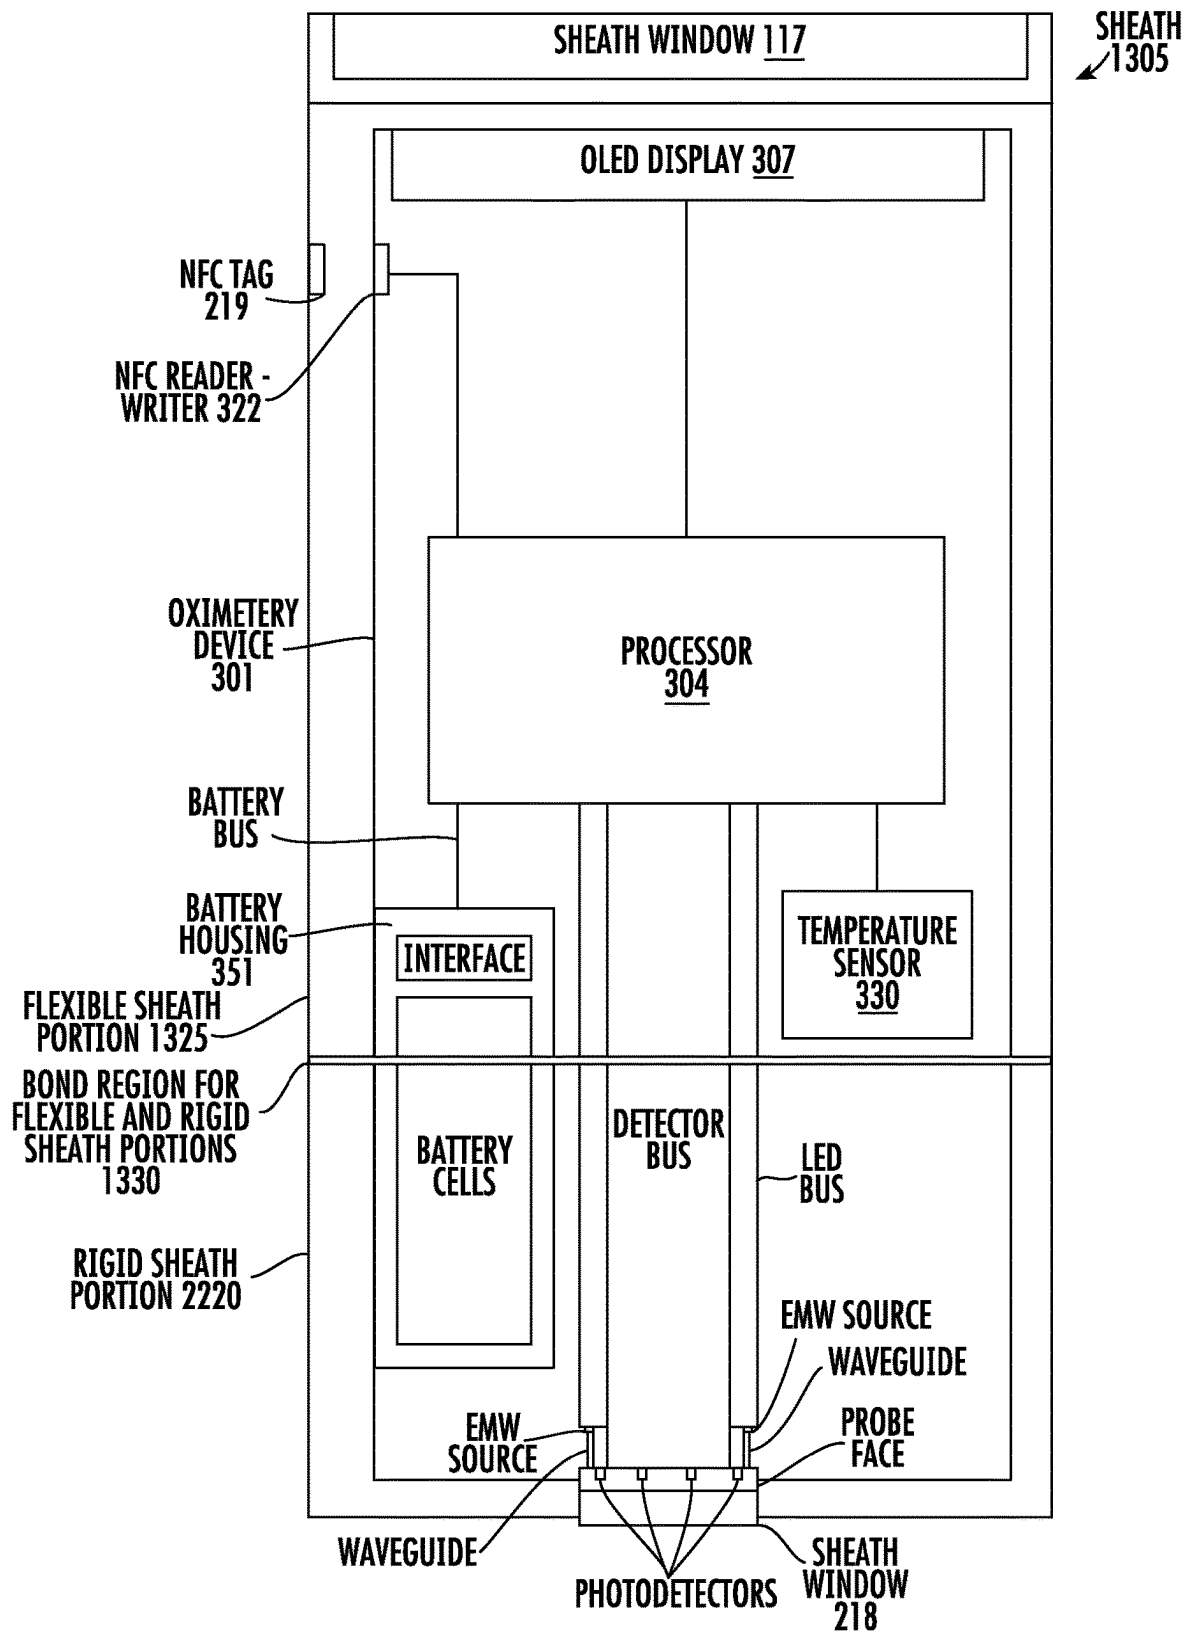 SHEATH WINDOW 117
SHEATH
1305
OLED DISPLAY 307
NFC TAG
219
NFC READER -
WRITER 322
OXIMETERY
DEVICE
301
PROCESSOR
304
BATTERY
BUS
BATTERY
HOUSING
351
INTERFACE
TEMPERATURE
SENSOR
330
FLEXIBLE SHEATH
PORTION 1325
BOND REGION FOR
FLEXIBLE AND RIGID
SHEATH PORTIONS
1330
BATTERY
CELLS
DETECTOR
BUS
LED
BUS
RIGID SHEATH
PORTION 2220
EMW SOURCE
WAVEGUIDE
EMW
SOURCE
PROBE
FACE
WAVEGUIDE
PHOTODETECTORS
SHEATH
WINDOW
218